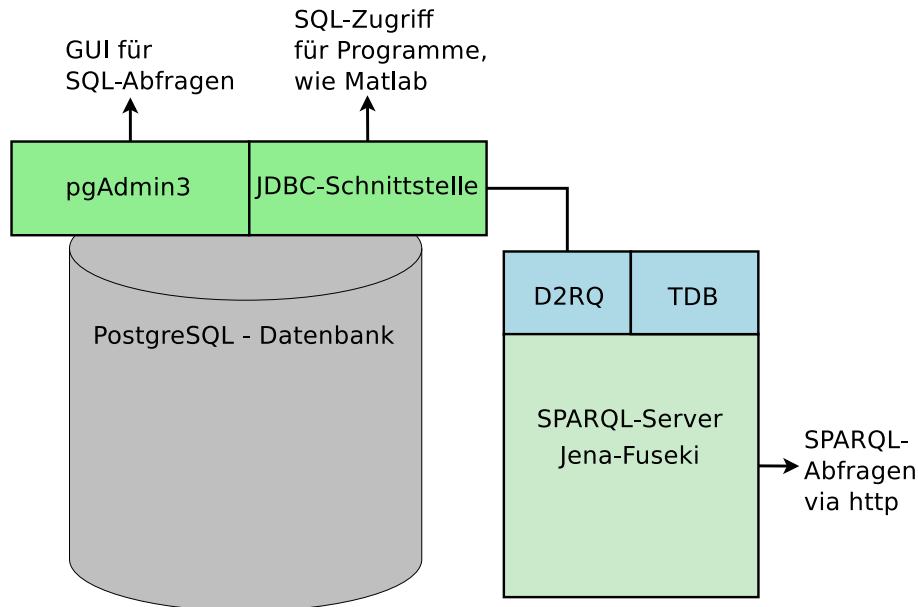 GUI für
SQL-Abfragen
SQL-Zugriff
für Programme,
wie Matlab
pgAdmin3
JDBC-Schnittstelle
D2RQ
TDB
PostgreSQL - Datenbank
SPARQL-Server
Jena-Fuseki
SPARQL-
Abfragen
via http